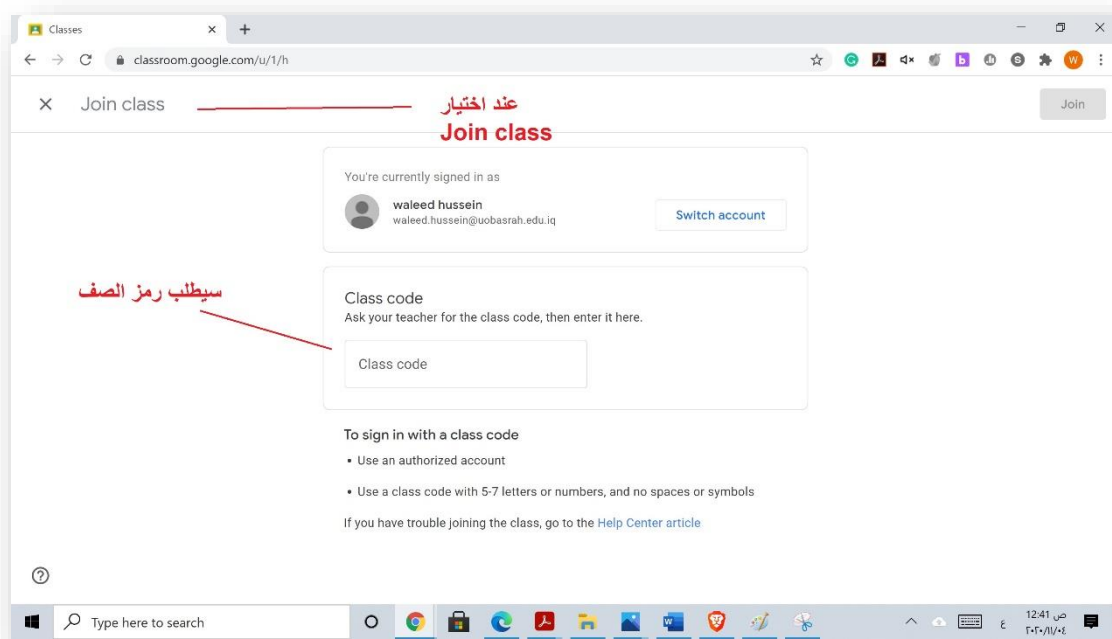 Classes
classroom.google.com/u/1/h
Join class
عند اختيار
Join class
Join
You're currently signed in as
waleed hussein
waleed.hussein@uobasrah.edu.iq
Switch account
سيطلب رمز الصف
Class code
Ask your teacher for the class code, then enter it here.
Class code
To sign in with a class code
▪ Use an authorized account
▪ Use a class code with 5-7 letters or numbers, and no spaces or symbols
If you have trouble joining the class, go to the Help Center article
Type here to search
ع
12:41 ص
٢٠٢٠/١١/٠٤